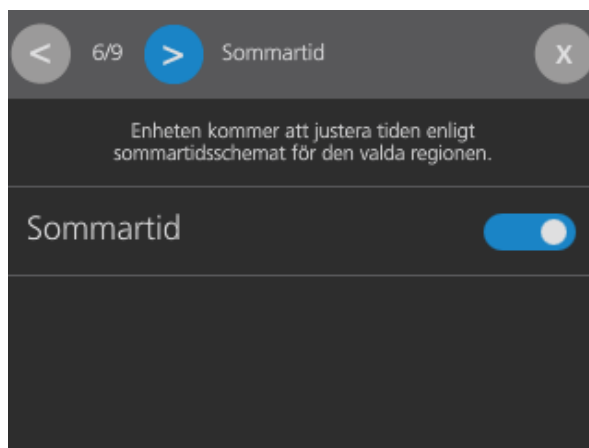 < 6/9 > Sommartid X
Enheten kommer att justera tiden enligt
sommartidsschemat för den valda regionen.
Sommartid